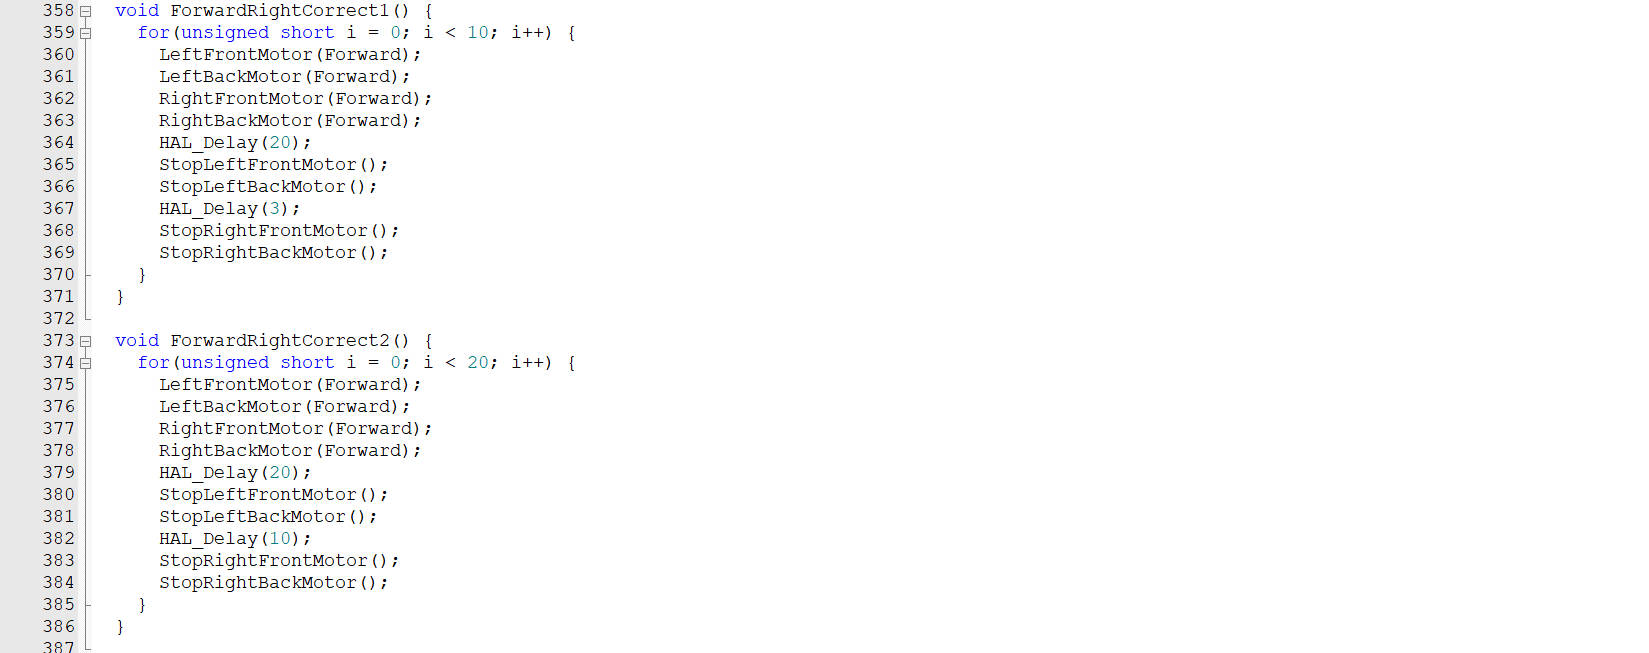 358 void ForwardRightCorrect1() {
359 for(unsigned short i = 0; i < 10; i++) {
360 LeftFrontMotor(Forward);
361 LeftBackMotor(Forward);
362 RightFrontMotor(Forward);
363 RightBackMotor(Forward);
364 HAL_Delay(20);
365 StopLeftFrontMotor();
366 StopLeftBackMotor();
367 HAL_Delay(3);
368 StopRightFrontMotor();
369 StopRightBackMotor();
370 }
371 }
372
373 void ForwardRightCorrect2() {
374 for(unsigned short i = 0; i < 20; i++) {
375 LeftFrontMotor(Forward);
376 LeftBackMotor(Forward);
377 RightFrontMotor(Forward);
378 RightBackMotor(Forward);
379 HAL_Delay(20);
380 StopLeftFrontMotor();
381 StopLeftBackMotor();
382 HAL_Delay(10);
383 StopRightFrontMotor();
384 StopRightBackMotor();
385 }
386 }
387